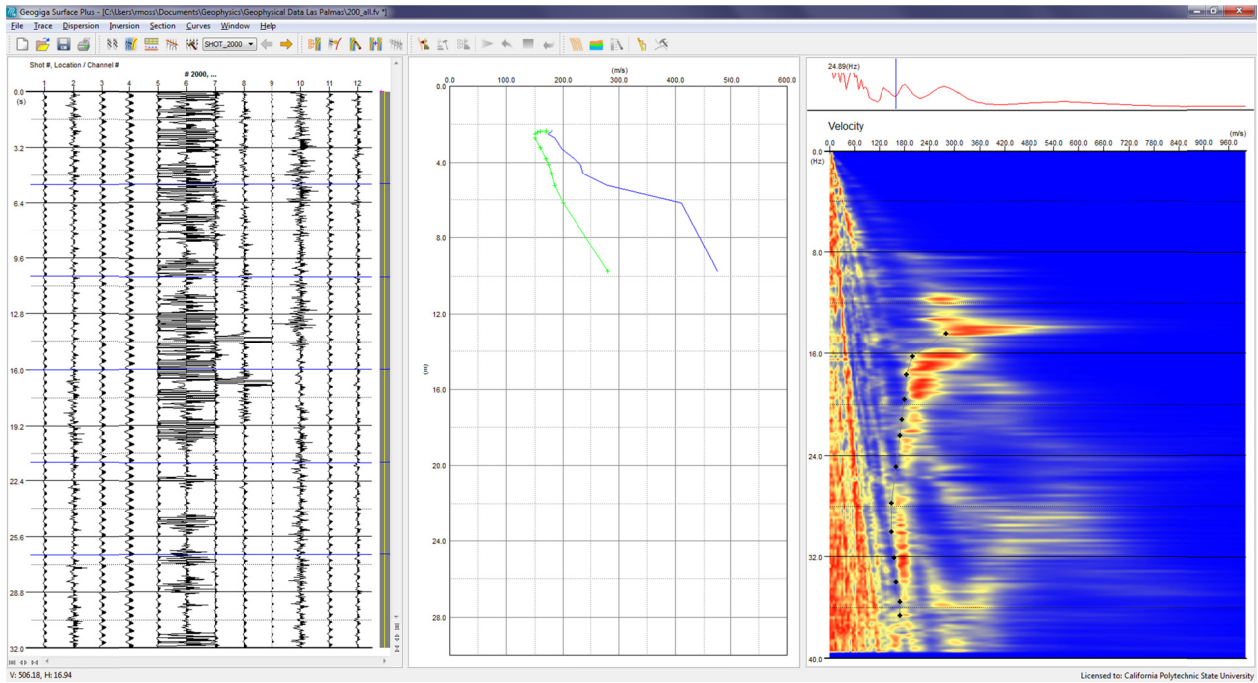 Geogiga Surface Plus - [C:\Users\rmoss\Documents\Geophysics\Geophysical Data Las Palmas\200_all.fv *]
File Trace Dispersion Inversion Section Curves Window Help
SHOT_2000
Shot #, Location / Channel #
# 2000, ...
1 2 3 4 5 6 7 8 9 10 11 12
0.0
(s)
3.2
6.4
9.6
12.8
16.0
19.2
22.4
25.6
28.8
32.0
(m/s)
0.0 100.0 200.0 300.0 400.0 500.0 600.0
0.0
4.0
8.0
12.0
16.0
(m)
20.0
24.0
28.0
24.89(Hz)
Velocity
(m/s)
0.0 60.0 120.0 180.0 240.0 300.0 360.0 420.0 480.0 540.0 600.0 660.0 720.0 780.0 840.0 900.0 960.0
0.0
(Hz)
8.0
16.0
24.0
32.0
40.0
V: 506.18, H: 16.94
Licensed to: California Polytechnic State University